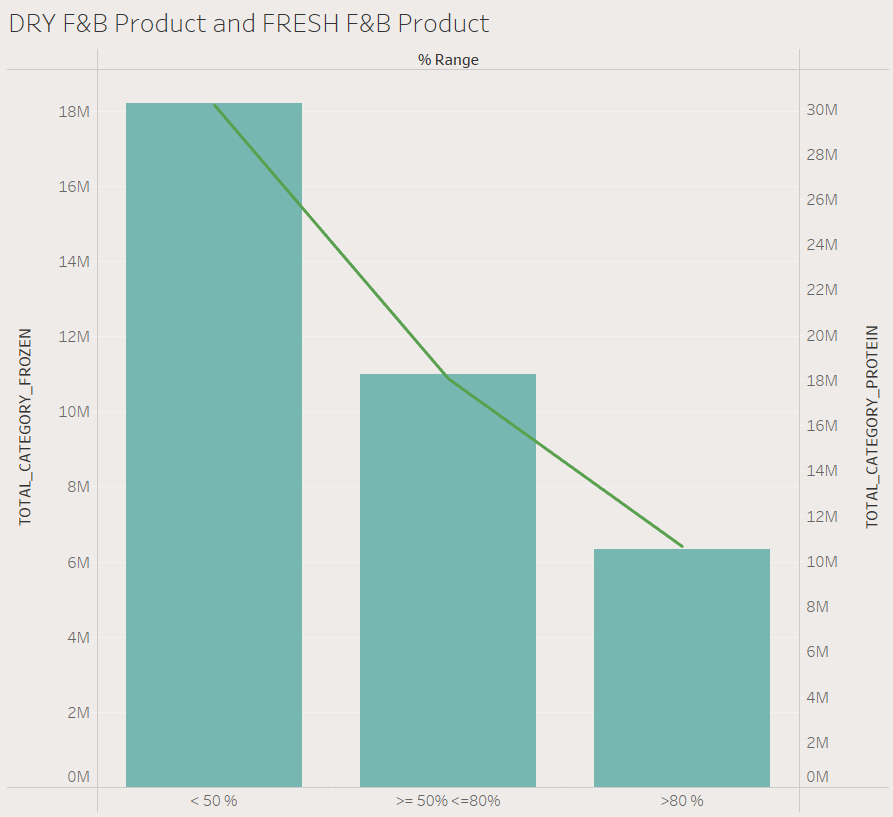 DRY F&B Product and FRESH F&B Product
% Range
TOTAL_CATEGORY_FROZEN
18M
16M
14M
12M
10M
8M
6M
4M
2M
0M
30M
28M
26M
24M
22M
20M
18M
16M
14M
12M
10M
8M
6M
4M
2M
0M
TOTAL_CATEGORY_PROTEIN
< 50 %
>= 50% <=80%
>80 %